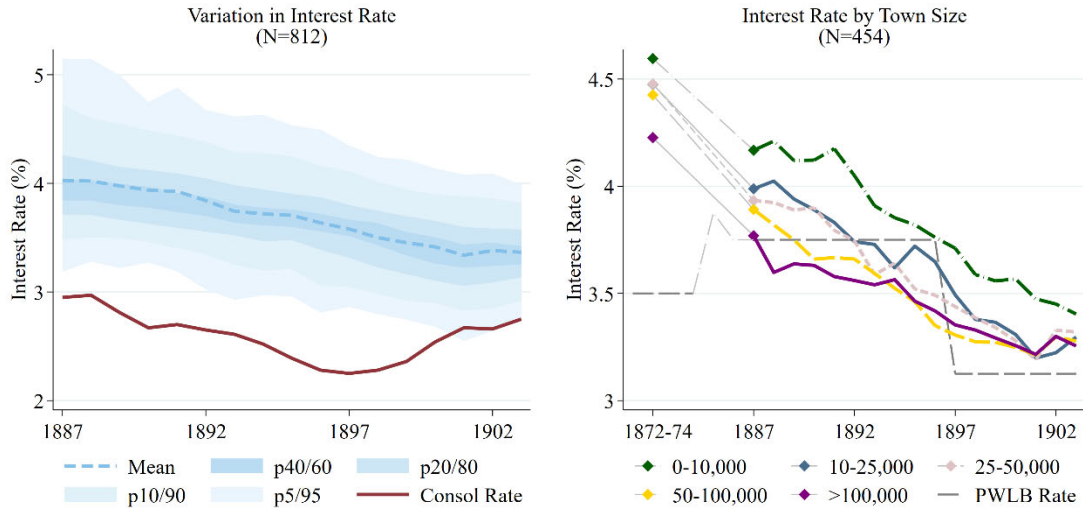 Variation in Interest Rate
(N=812)
Interest Rate (%)
5
4
3
2
1887
1892
1897
1902
Mean
p40/60
p20/80
p10/90
p5/95
Consol Rate
Interest Rate by Town Size
(N=454)
Interest Rate (%)
4.5
4
3.5
3
1872-74
1887
1892
1897
1902
0-10,000
10-25,000
25-50,000
50-100,000
>100,000
PWLB Rate